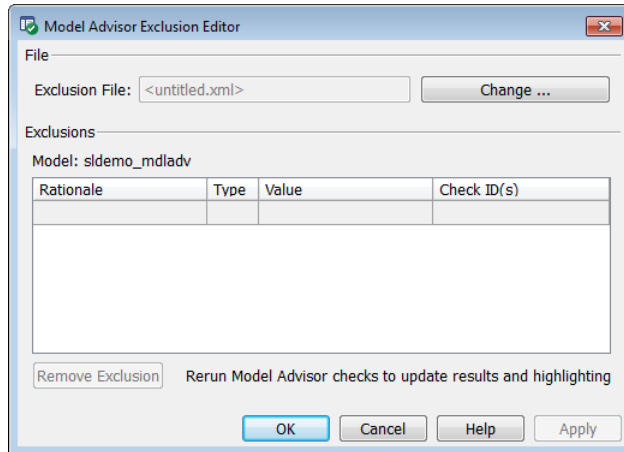 Model Advisor Exclusion Editor
File
Exclusion File: <untitled.xml> Change ...
Exclusions
Model: sldemo_mdladv
Rationale Type Value Check ID(s)
Remove Exclusion Rerun Model Advisor checks to update results and highlighting
OK Cancel Help Apply